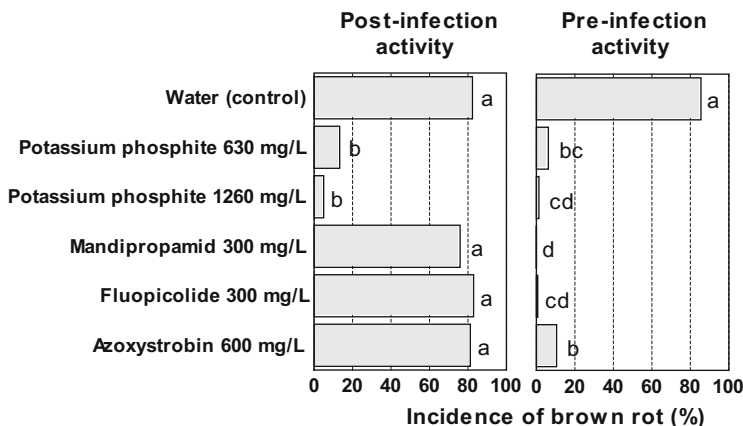 Post-infection activity
Pre-infection activity
Water (control)
a
a
Potassium phosphite 630 mg/L
b
bc
Potassium phosphite 1260 mg/L
b
cd
Mandipropamid 300 mg/L
a
d
Fluopicolide 300 mg/L
a
cd
Azoxystrobin 600 mg/L
a
b
0 20 40 60 80 100
0 20 40 60 80 100
Incidence of brown rot (%)